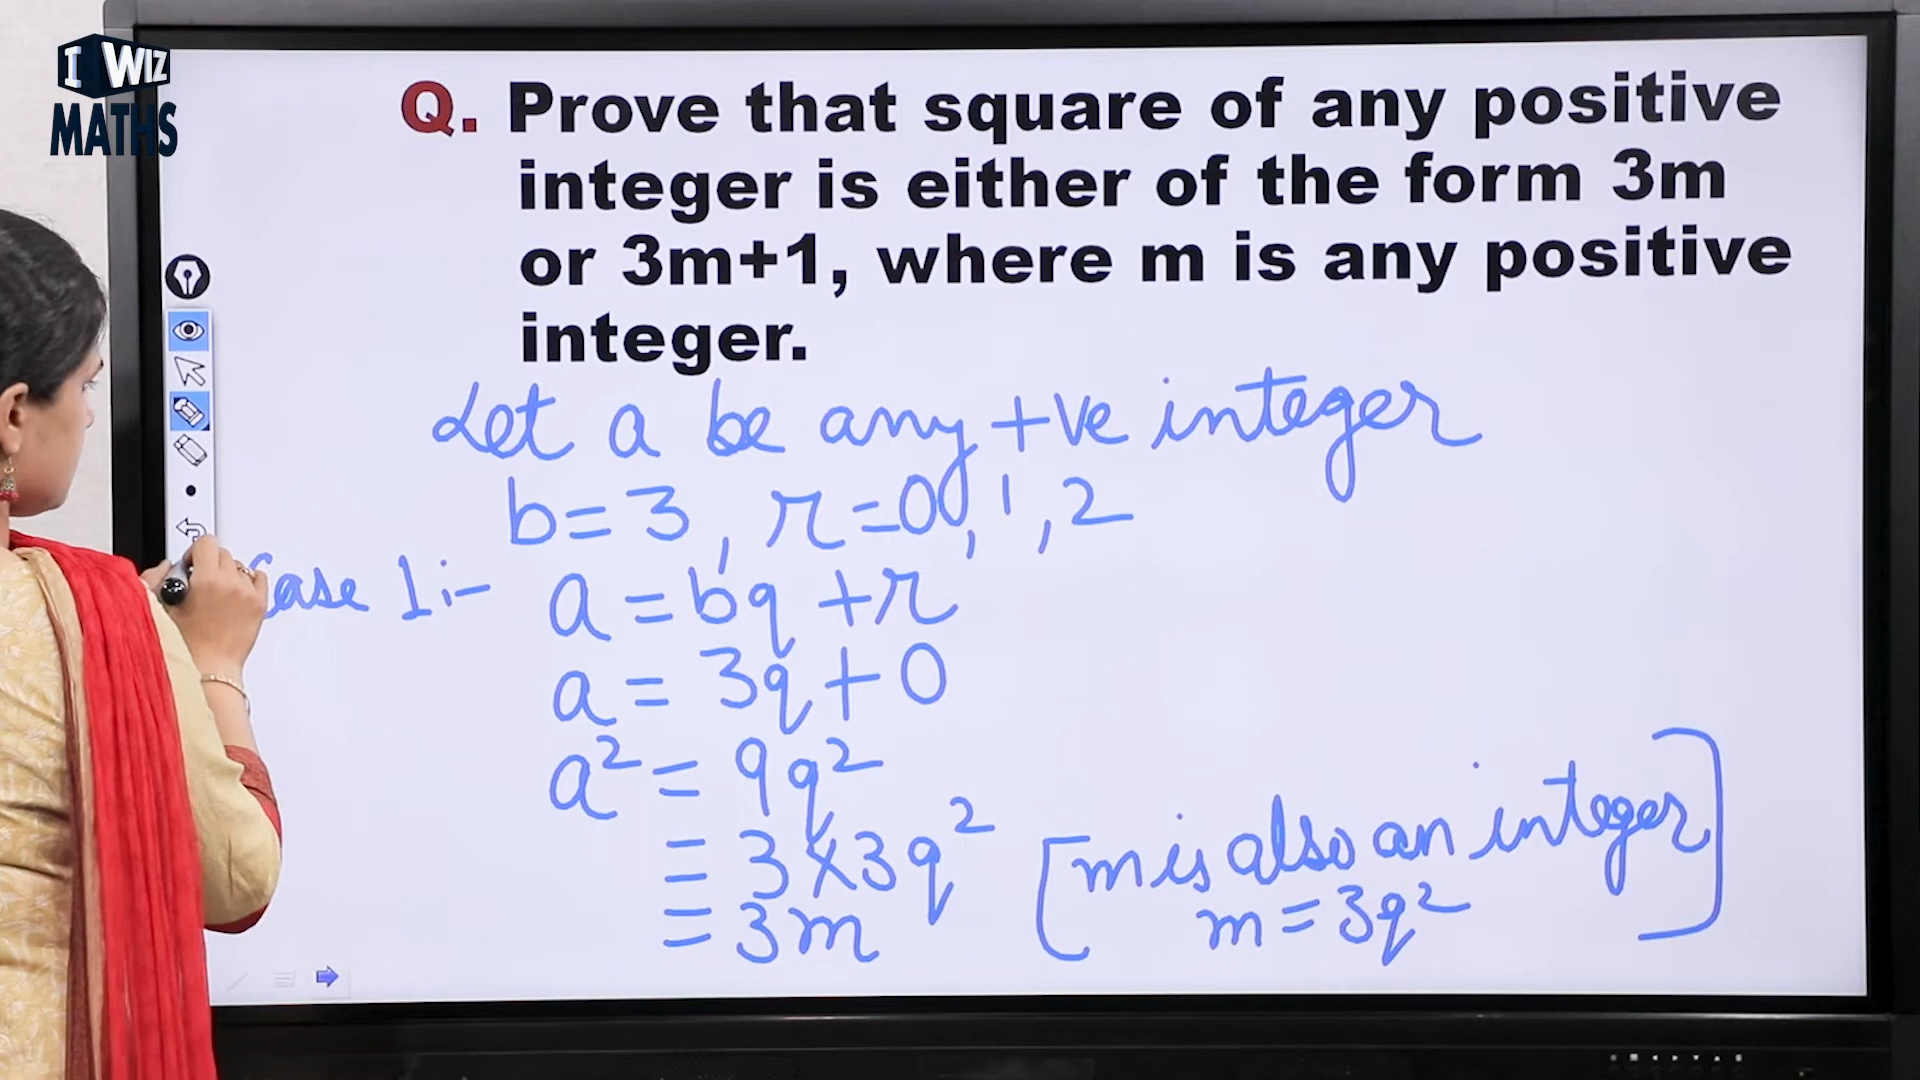 I WIZ
MATHS
Q. Prove that square of any positive
integer is either of the form 3m
or 3m+1, where m is any positive
integer.
Let a be any +ve integer
b = 3, r = 0, 1, 2
Case 1:- a = bq + r
a = 3q + 0
a² = 9q²
= 3 × 3q² [m is also an integer
= 3m m = 3q²]